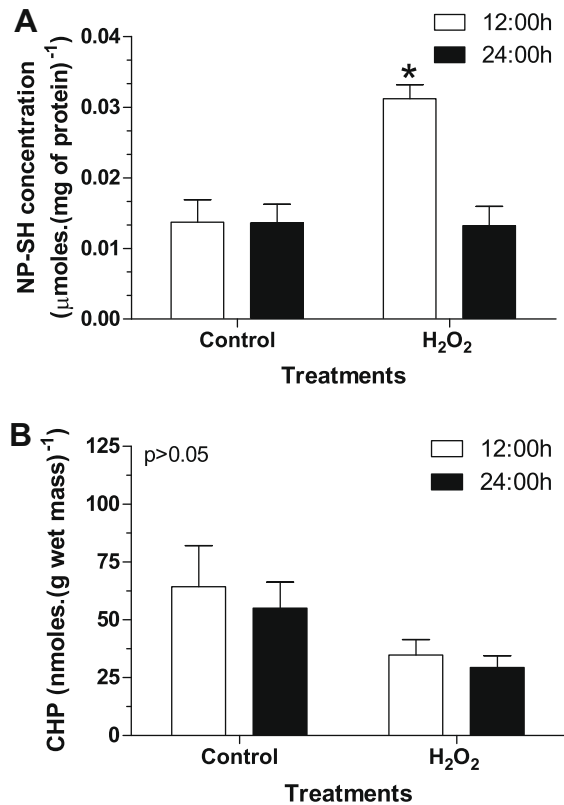 A
12:00h
24:00h
NP-SH concentration
(μmoles.(mg of protein)⁻¹)
0.04
0.03
0.02
0.01
0.00
*
Control
H₂O₂
Treatments
B
12:00h
24:00h
p>0.05
CHP (nmoles.(g wet mass)⁻¹)
125
100
75
50
25
0
Control
H₂O₂
Treatments